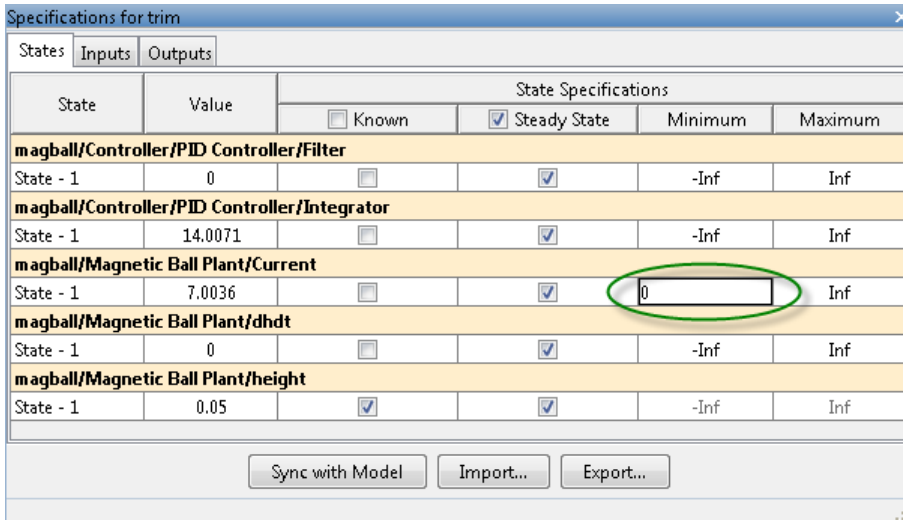 Specifications for trim
States Inputs Outputs
State Value State Specifications
Known Steady State Minimum Maximum
magball/Controller/PID Controller/Filter
State - 1 0 -Inf Inf
magball/Controller/PID Controller/Integrator
State - 1 14.0071 -Inf Inf
magball/Magnetic Ball Plant/Current
State - 1 7.0036 0 Inf
magball/Magnetic Ball Plant/dhdt
State - 1 0 -Inf Inf
magball/Magnetic Ball Plant/height
State - 1 0.05 -Inf Inf
Sync with Model Import... Export...